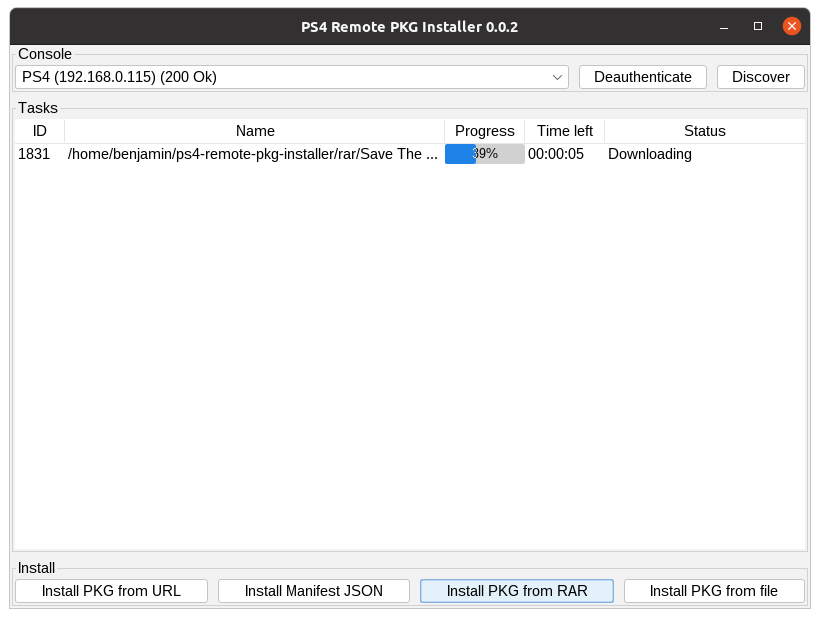 PS4 Remote PKG Installer 0.0.2
Console
PS4 (192.168.0.115) (200 Ok) Deauthenticate Discover
Tasks
ID Name Progress Time left Status
1831 /home/benjamin/ps4-remote-pkg-installer/rar/Save The ... 39% 00:00:05 Downloading
Install
Install PKG from URL Install Manifest JSON Install PKG from RAR Install PKG from file